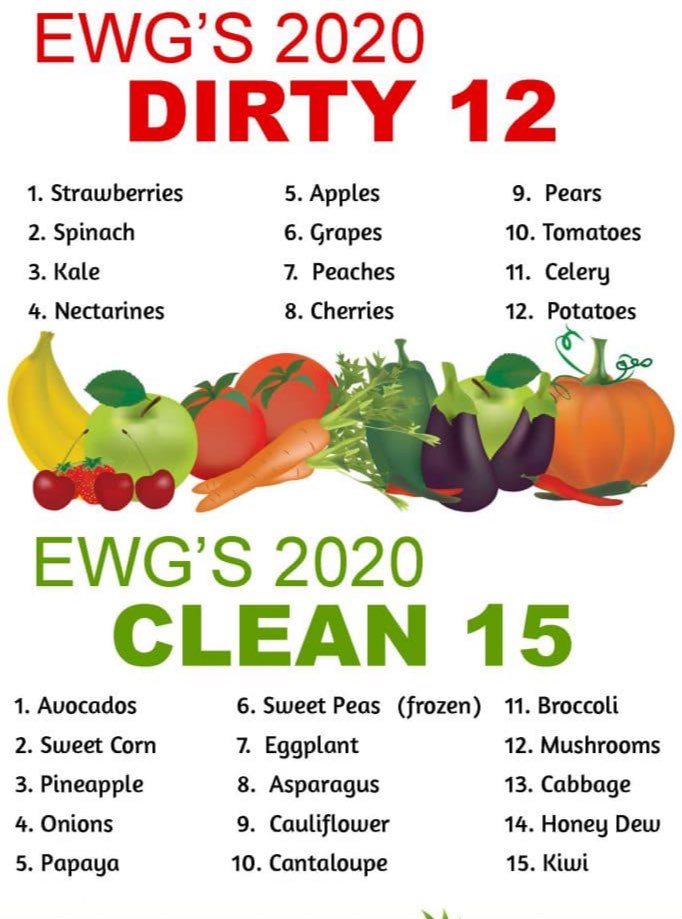 EWG'S 2020
DIRTY 12
1. Strawberries
2. Spinach
3. Kale
4. Nectarines
5. Apples
6. Grapes
7. Peaches
8. Cherries
9. Pears
10. Tomatoes
11. Celery
12. Potatoes
EWG'S 2020
CLEAN 15
1. Avocados
2. Sweet Corn
3. Pineapple
4. Onions
5. Papaya
6. Sweet Peas (frozen)
7. Eggplant
8. Asparagus
9. Cauliflower
10. Cantaloupe
11. Broccoli
12. Mushrooms
13. Cabbage
14. Honey Dew
15. Kiwi